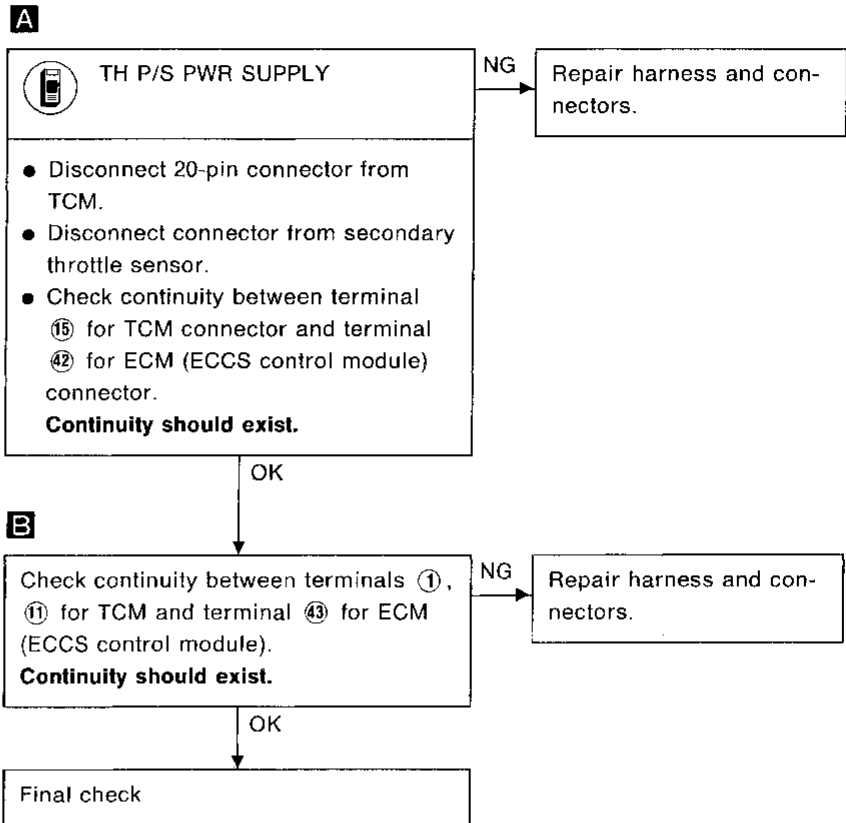 A
TH P/S PWR SUPPLY
NG
Repair harness and con-
nectors.
● Disconnect 20-pin connector from
TCM.
● Disconnect connector from secondary
throttle sensor.
● Check continuity between terminal
⑮ for TCM connector and terminal
㊷ for ECM (ECCS control module)
connector.
Continuity should exist.
OK
B
Check continuity between terminals ①,
⑪ for TCM and terminal ㊸ for ECM
(ECCS control module).
Continuity should exist.
NG
Repair harness and con-
nectors.
OK
Final check